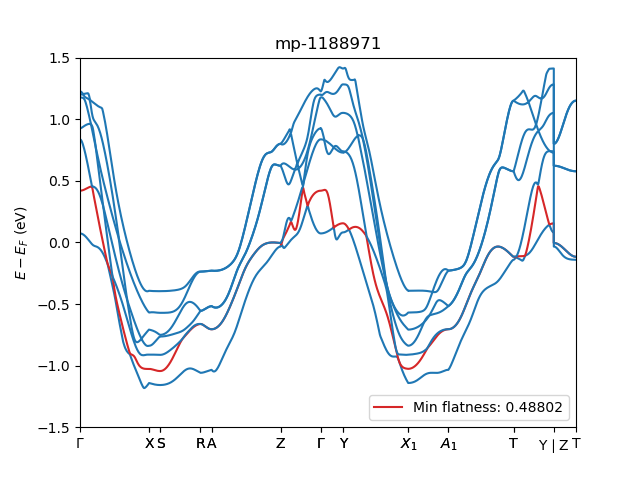 mp-1188971
E − E_F (eV)
1.5
1.0
0.5
0.0
−0.5
−1.0
−1.5
Min flatness: 0.48802
Γ X S R A Z Γ Y X₁ A₁ T Y | Z T